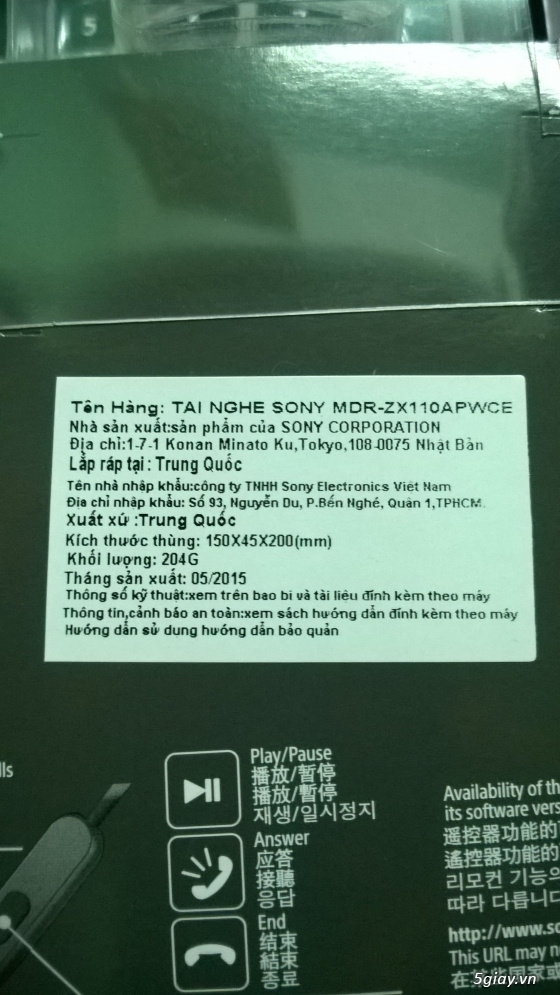 5
Tên Hàng: TAI NGHE SONY MDR-ZX110APWCE
Nhà sản xuất:sản phẩm của SONY CORPORATION
Địa chỉ:1-7-1 Konan Minato Ku,Tokyo,108-0075 Nhật Bản
Lắp ráp tại : Trung Quốc
Tên nhà nhập khẩu:công ty TNHH Sony Electronics Việt Nam
Địa chỉ nhập khẩu: Số 93, Nguyễn Du, P.Bến Nghé, Quận 1,TPHCM.
Xuất xứ :Trung Quốc
Kích thước thùng: 150X45X200(mm)
Khối lượng: 204G
Tháng sản xuất: 05/2015
Thông số kỹ thuật:xem trên bao bì và tài liệu đính kèm theo máy
Thông tin,cảnh báo an toàn:xem sách hướng dẫn đính kèm theo máy
Hướng dẫn sử dụng hướng dẫn bảo quản
lls
Play/Pause
播放/暂停
播放/暫停
재생/일시정지
Answer
应答
接聽
응답
End
结束
結束
종료
Availability of th
its software vers
遥控器功能的
遙控器功能的
리모컨 기능의
따라 다릅니다
http://www.so
This URL may n
在某些国家或
5giay.vn